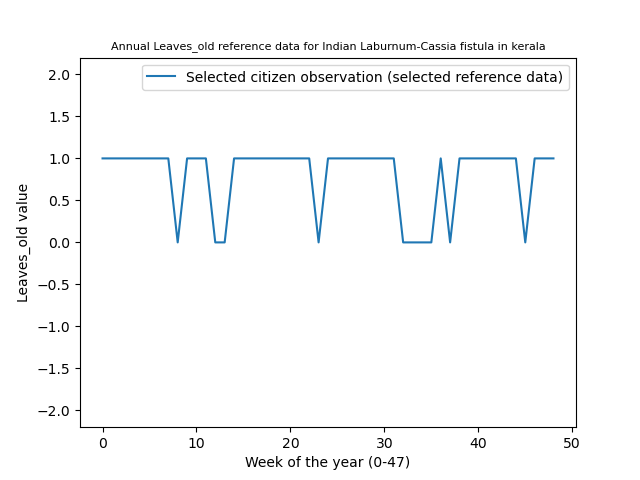 Annual Leaves_old reference data for Indian Laburnum-Cassia fistula in kerala
Selected citizen observation (selected reference data)
2.0
1.5
1.0
0.5
0.0
−0.5
−1.0
−1.5
−2.0
Leaves_old value
0 10 20 30 40 50
Week of the year (0-47)